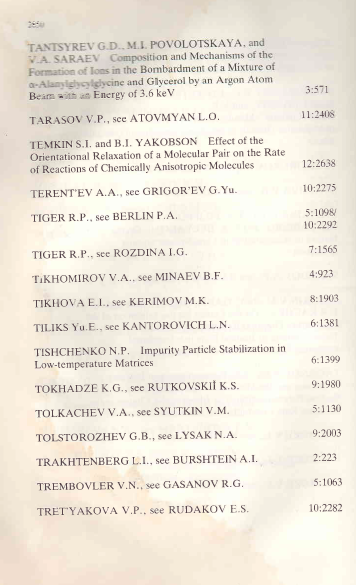 TANTSYREV G.D., M.I. POVOLOTSKAYA, and
V.A. SARAEV Composition and Mechanisms of the
Formation of Ions in the Bornbardment of a Mixture of
α-Alanylglycylglycine and Glycerol by an Argon Atom
Beam with an Energy of 3.6 keV 3:571
TARASOV V.P., see ATOVMYAN L.O. 11:2408
TEMKIN S.I. and B.I. YAKOBSON Effect of the
Orientational Relaxation of a Molecular Pair on the Rate
of Reactions of Chemically Anisotropic Molecules 12:2638
TERENT'EV A.A., see GRIGOR'EV G.Yu. 10:2275
TIGER R.P., see BERLIN P.A. 5:1098/
10:2292
TIGER R.P., see ROZDINA I.G. 7:1565
TIKHOMIROV V.A., see MINAEV B.F. 4:923
TIKHOVA E.I., see KERIMOV M.K. 8:1903
TILIKS Yu.E., see KANTOROVICH L.N. 6:1381
TISHCHENKO N.P. Impurity Particle Stabilization in
Low-temperature Matrices 6:1399
TOKHADZE K.G., see RUTKOVSKIĬ K.S. 9:1980
TOLKACHEV V.A., see SYUTKIN V.M. 5:1130
TOLSTOROZHEV G.B., see LYSAK N.A. 9:2003
TRAKHTENBERG L.I., see BURSHTEIN A.I. 2:223
TREMBOVLER V.N., see GASANOV R.G. 5:1063
TRET'YAKOVA V.P., see RUDAKOV E.S. 10:2282